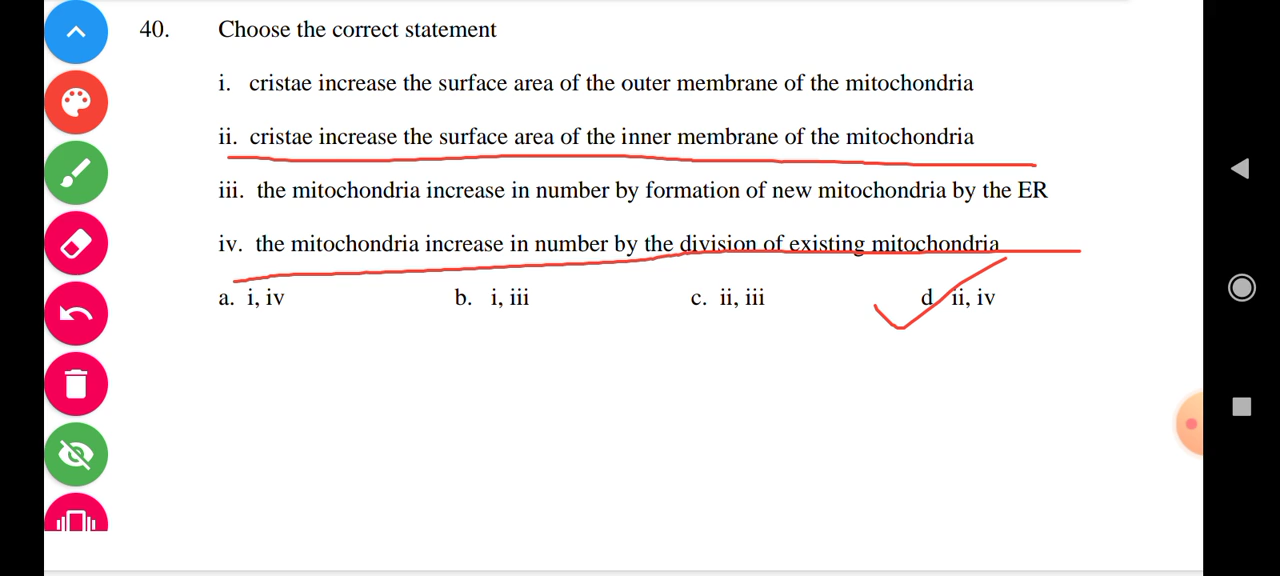 40. Choose the correct statement
i. cristae increase the surface area of the outer membrane of the mitochondria
ii. cristae increase the surface area of the inner membrane of the mitochondria
iii. the mitochondria increase in number by formation of new mitochondria by the ER
iv. the mitochondria increase in number by the division of existing mitochondria
a. i, iv b. i, iii c. ii, iii d. ii, iv